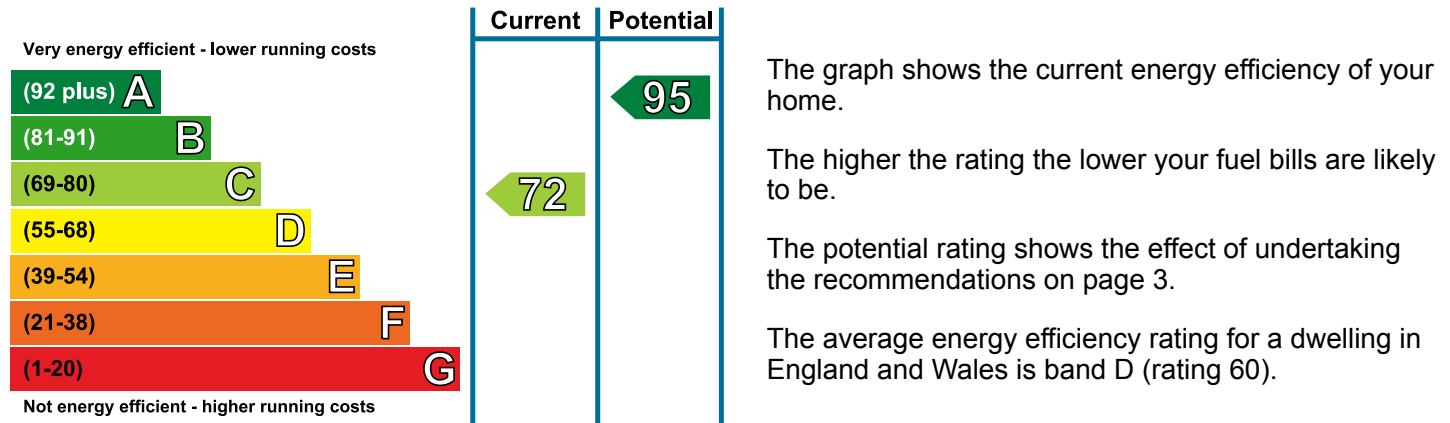 Current Potential
Very energy efficient - lower running costs
(92 plus) A
95
(81-91) B
(69-80) C
72
(55-68) D
(39-54) E
(21-38) F
(1-20) G
Not energy efficient - higher running costs
The graph shows the current energy efficiency of your
home.
The higher the rating the lower your fuel bills are likely
to be.
The potential rating shows the effect of undertaking
the recommendations on page 3.
The average energy efficiency rating for a dwelling in
England and Wales is band D (rating 60).